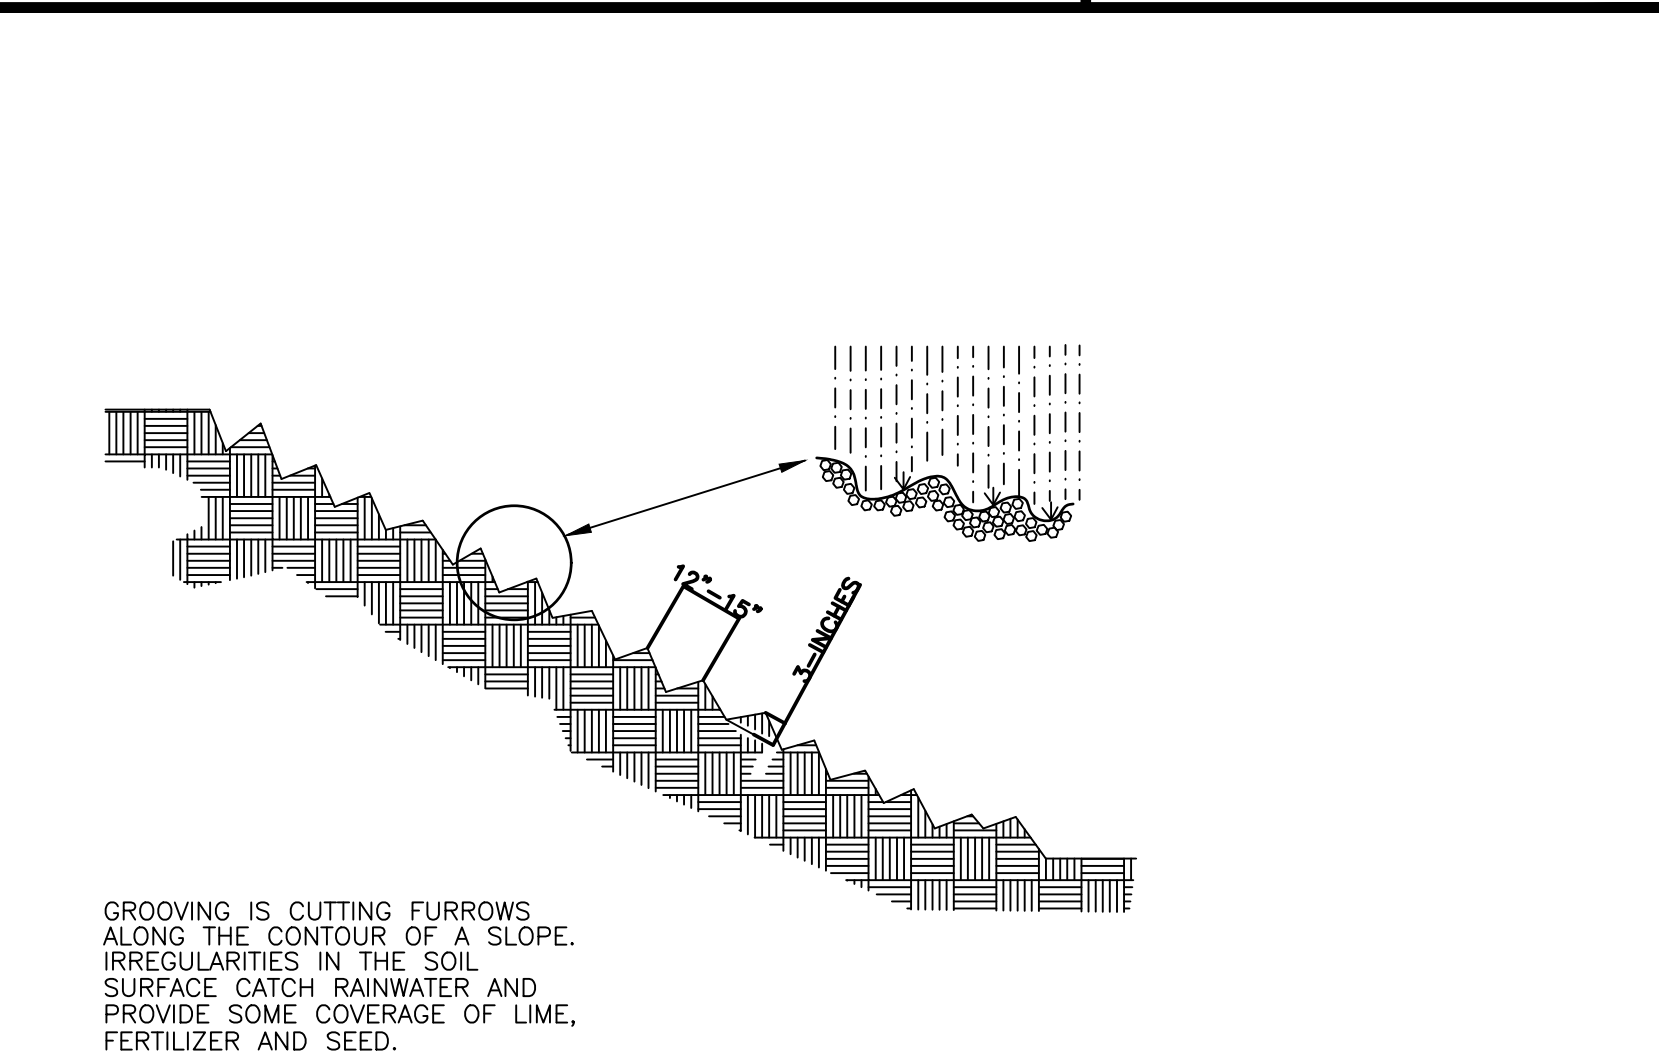 12"-15"
3-INCHES
GROOVING IS CUTTING FURROWS
ALONG THE CONTOUR OF A SLOPE.
IRREGULARITIES IN THE SOIL
SURFACE CATCH RAINWATER AND
PROVIDE SOME COVERAGE OF LIME,
FERTILIZER AND SEED.